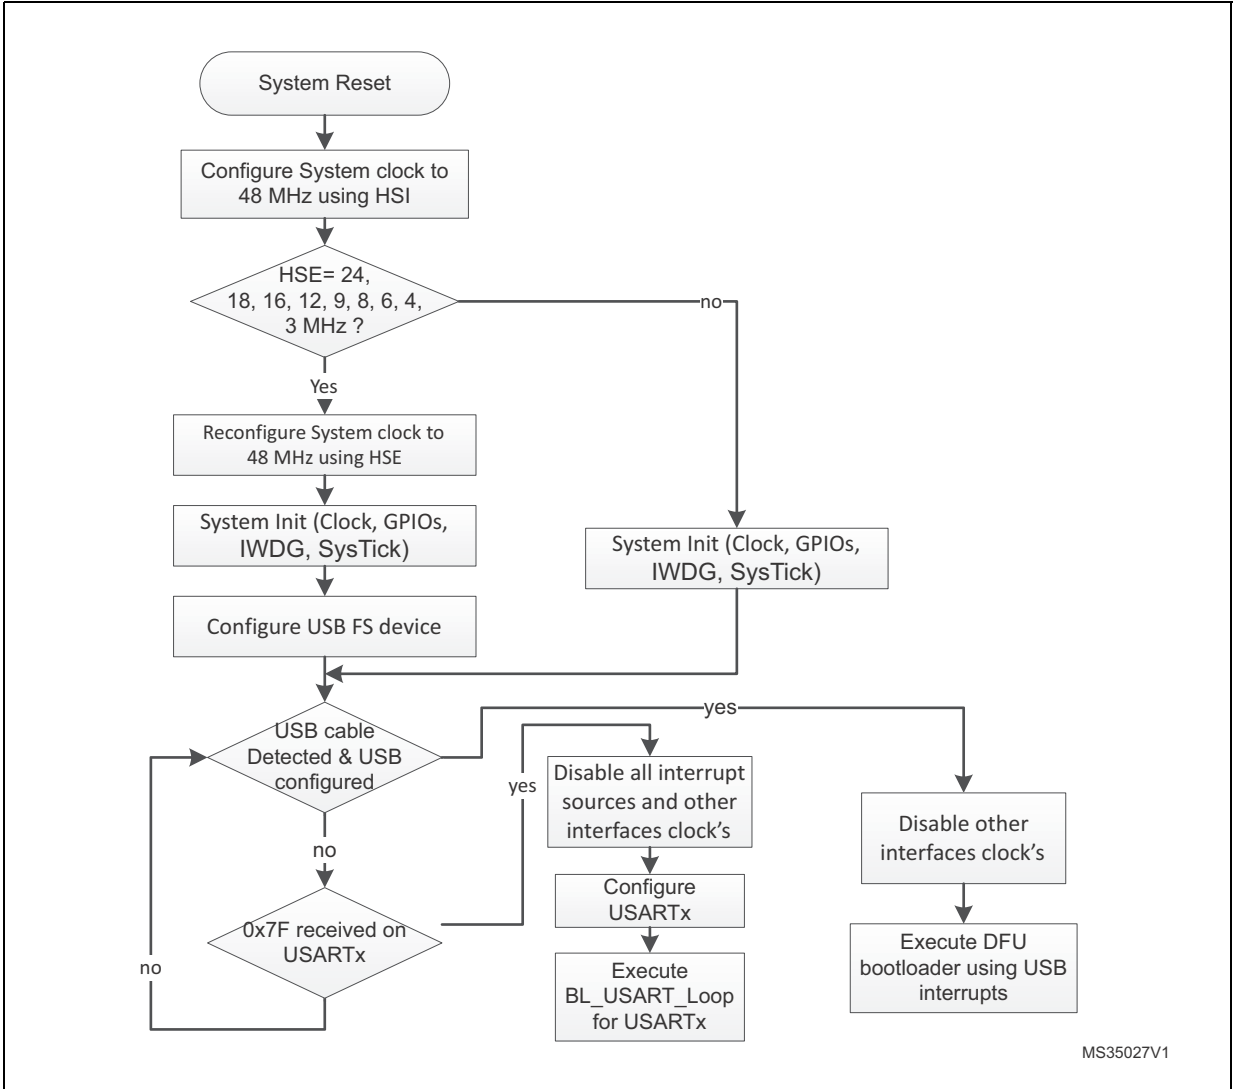 System Reset
Configure System clock to
48 MHz using HSI
HSE= 24,
18, 16, 12, 9, 8, 6, 4,
3 MHz ?
no
Yes
Reconfigure System clock to
48 MHz using HSE
System Init (Clock, GPIOs,
IWDG, SysTick)
System Init (Clock, GPIOs,
IWDG, SysTick)
Configure USB FS device
USB cable
Detected & USB
configured
yes
yes
no
Disable all interrupt
sources and other
interfaces clock’s
Disable other
interfaces clock’s
Configure
USARTx
0x7F received on
USARTx
no
Execute
BL_USART_Loop
for USARTx
Execute DFU
bootloader using USB
interrupts
MS35027V1